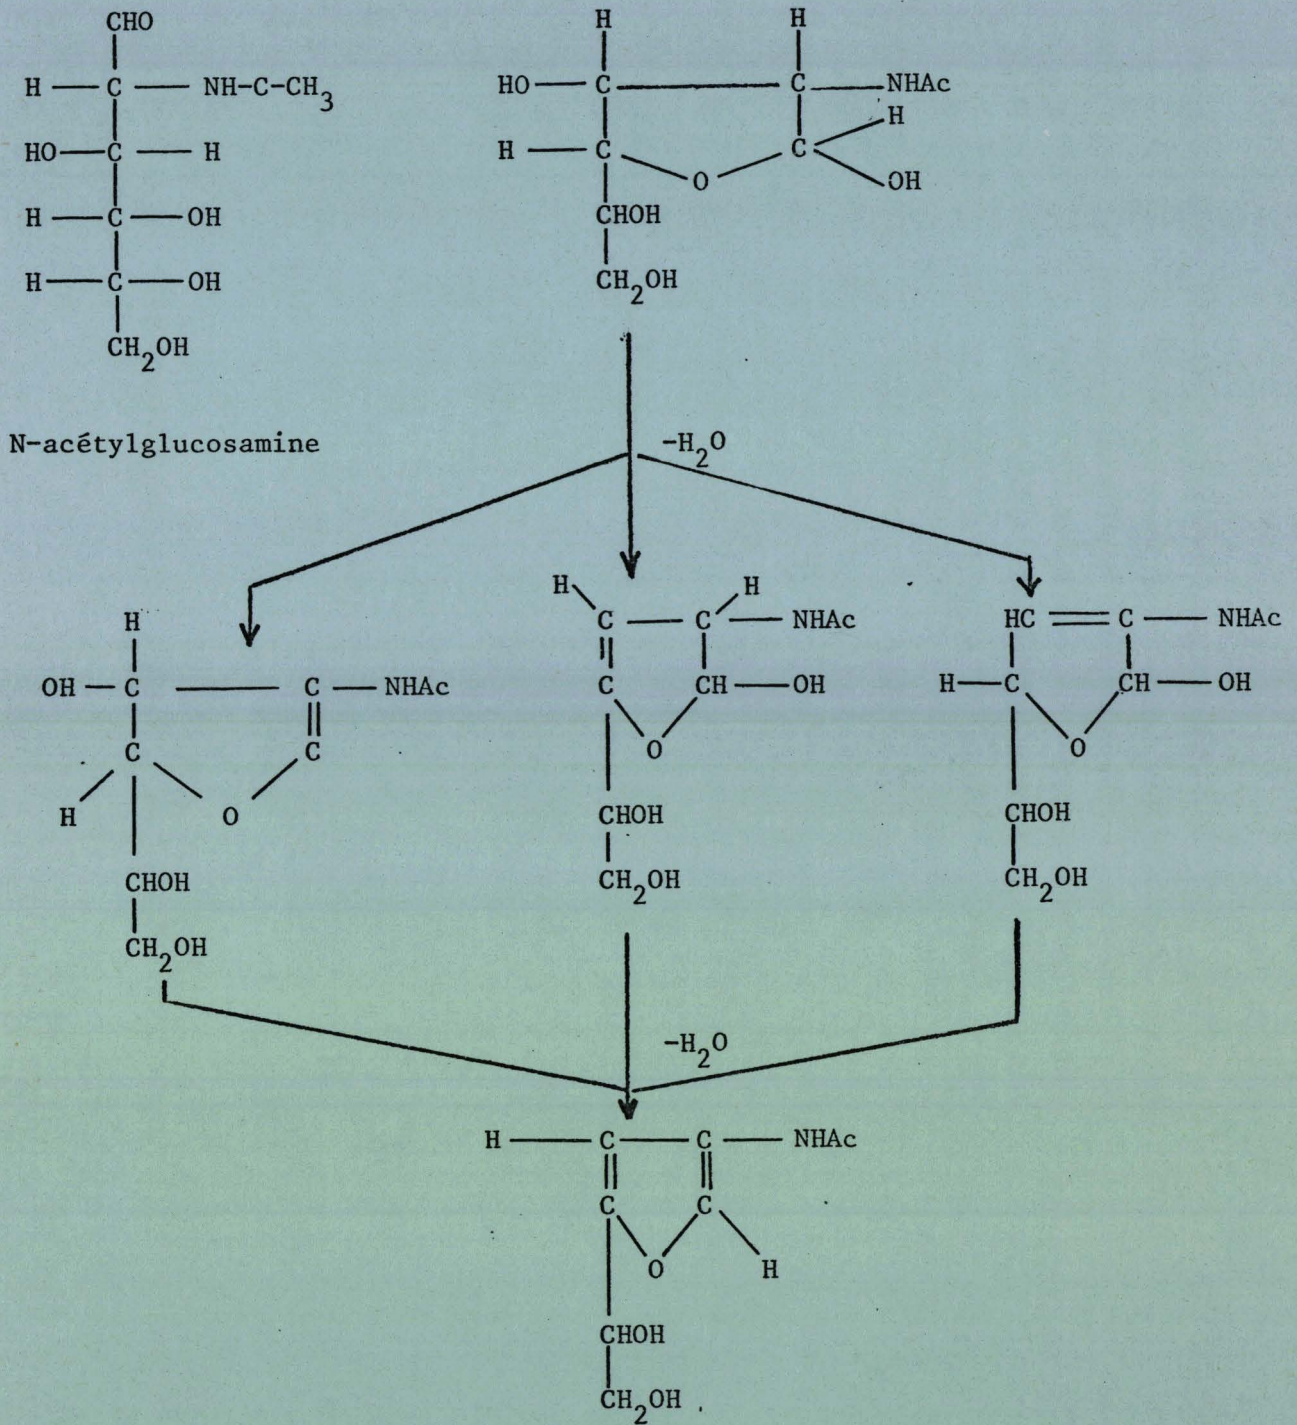 CHO
H C NH-C-CH3
HO C H
H C OH
H C OH
CH2OH
N-acétylglucosamine
H H
HO C C NHAc
H
H C C
O OH
CHOH
CH2OH
-H2O
H
OH C C NHAc
C C
H O
CHOH
CH2OH
H H
C C NHAc
C CH OH
O
CHOH
CH2OH
HC C NHAc
H C CH OH
O
CHOH
CH2OH
-H2O
H C C NHAc
C C
O H
CHOH
CH2OH